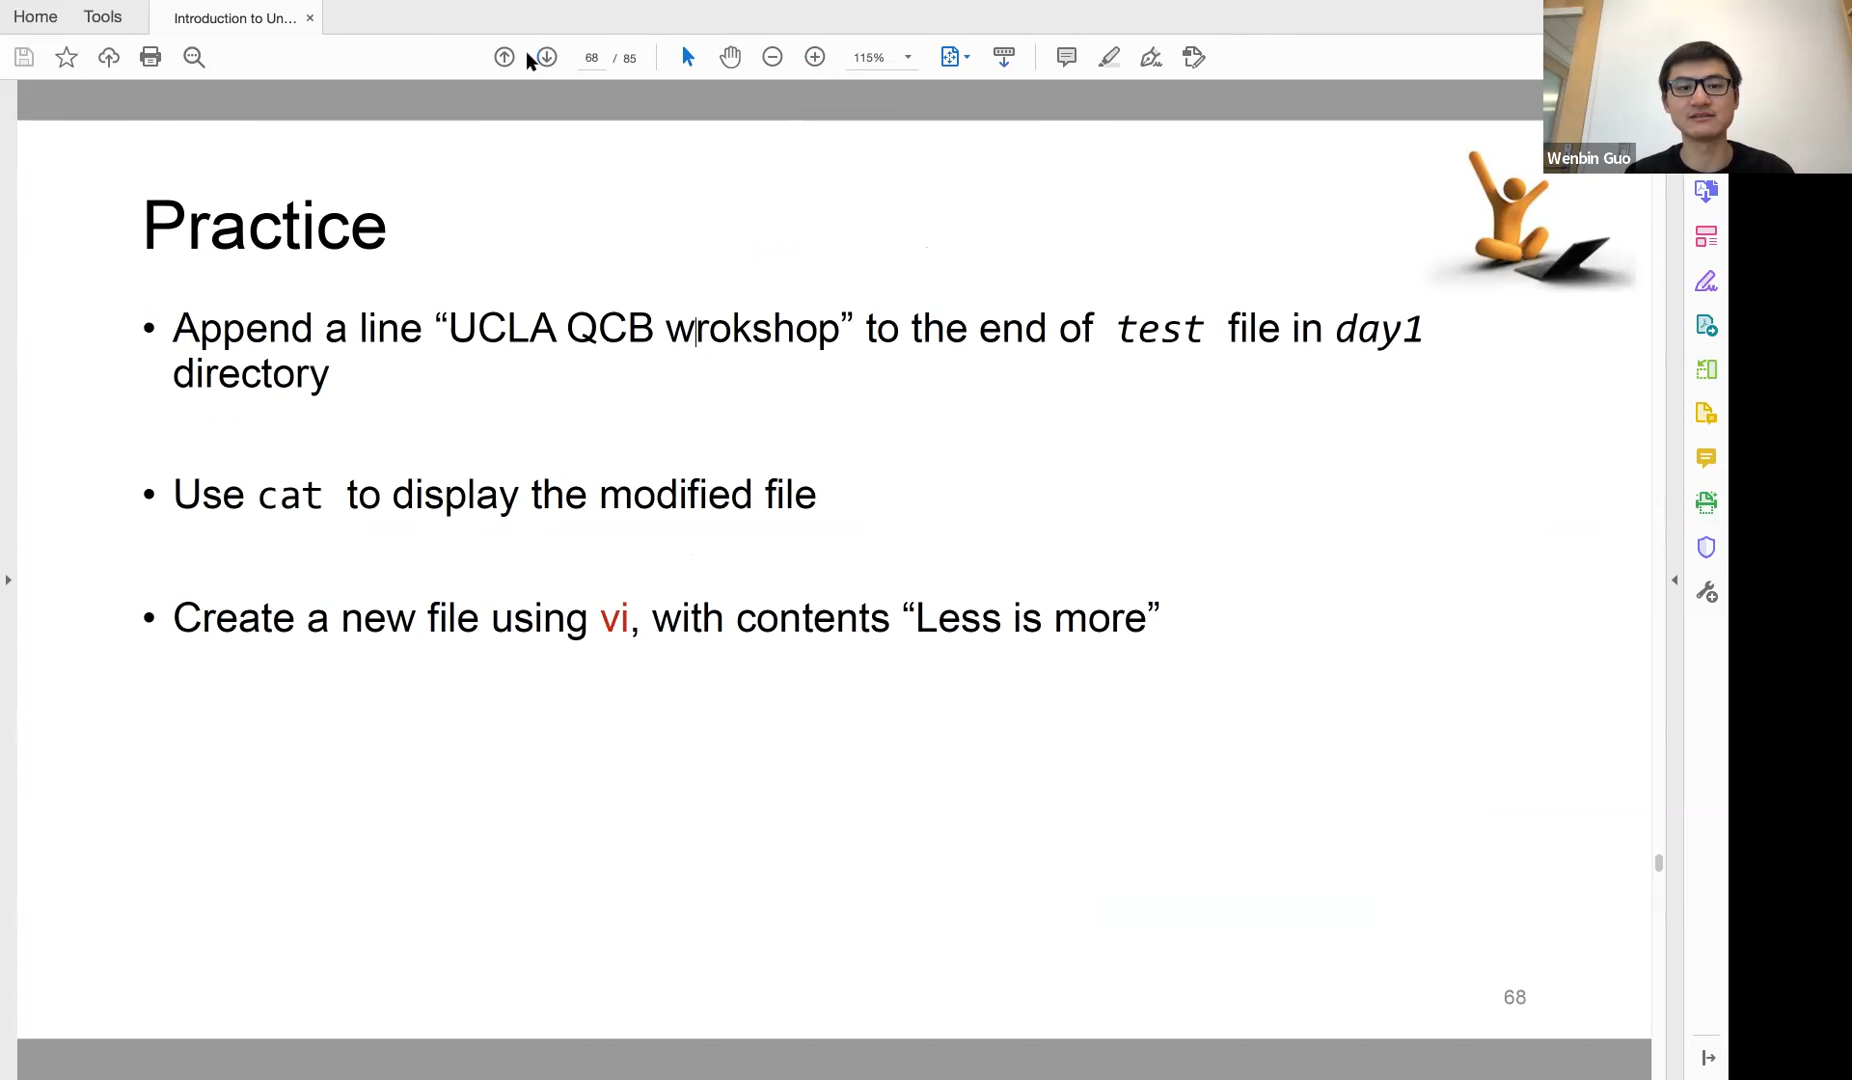 Home Tools Introduction to Un... ×
68 / 85 115%
Wenbin Guo
Practice
• Append a line “UCLA QCB wrokshop” to the end of test file in day1
directory
• Use cat to display the modified file
• Create a new file using vi, with contents “Less is more”
68